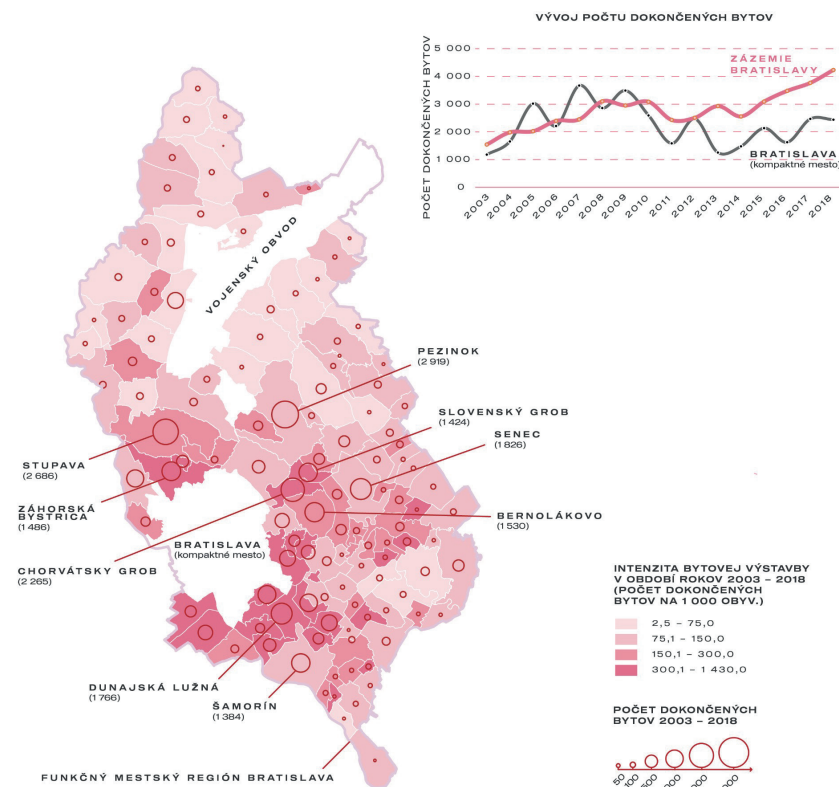 VÝVOJ POČTU DOKONČENÝCH BYTOV
POČET DOKONČENÝCH BYTOV
5 000
4 000
3 000
2 000
1 000
0
ZÁZEMIE
BRATISLAVY
BRATISLAVA
(kompaktné mesto)
2003 2004 2005 2006 2007 2008 2009 2010 2011 2012 2013 2014 2015 2016 2017 2018
VOJENSKÝ OBVOD
PEZINOK
(2 919)
SLOVENSKÝ GROB
(1 424)
SENEC
(1 826)
STUPAVA
(2 686)
ZÁHORSKÁ
BYSTRICA
(1 486)
BERNOLÁKOVO
(1 530)
BRATISLAVA
(kompaktné mesto)
CHORVÁTSKY GROB
(2 265)
DUNAJSKÁ LUŽNÁ
(1 766)
ŠAMORÍN
(1 384)
FUNKČNÝ MESTSKÝ REGIÓN BRATISLAVA
INTENZITA BYTOVEJ VÝSTAVBY
V OBDOBÍ ROKOV 2003 – 2018
(POČET DOKONČENÝCH
BYTOV NA 1 000 OBYV.)
2,5 – 75,0
75,1 – 150,0
150,1 – 300,0
300,1 – 1 430,0
POČET DOKONČENÝCH
BYTOV 2003 – 2018
50 100